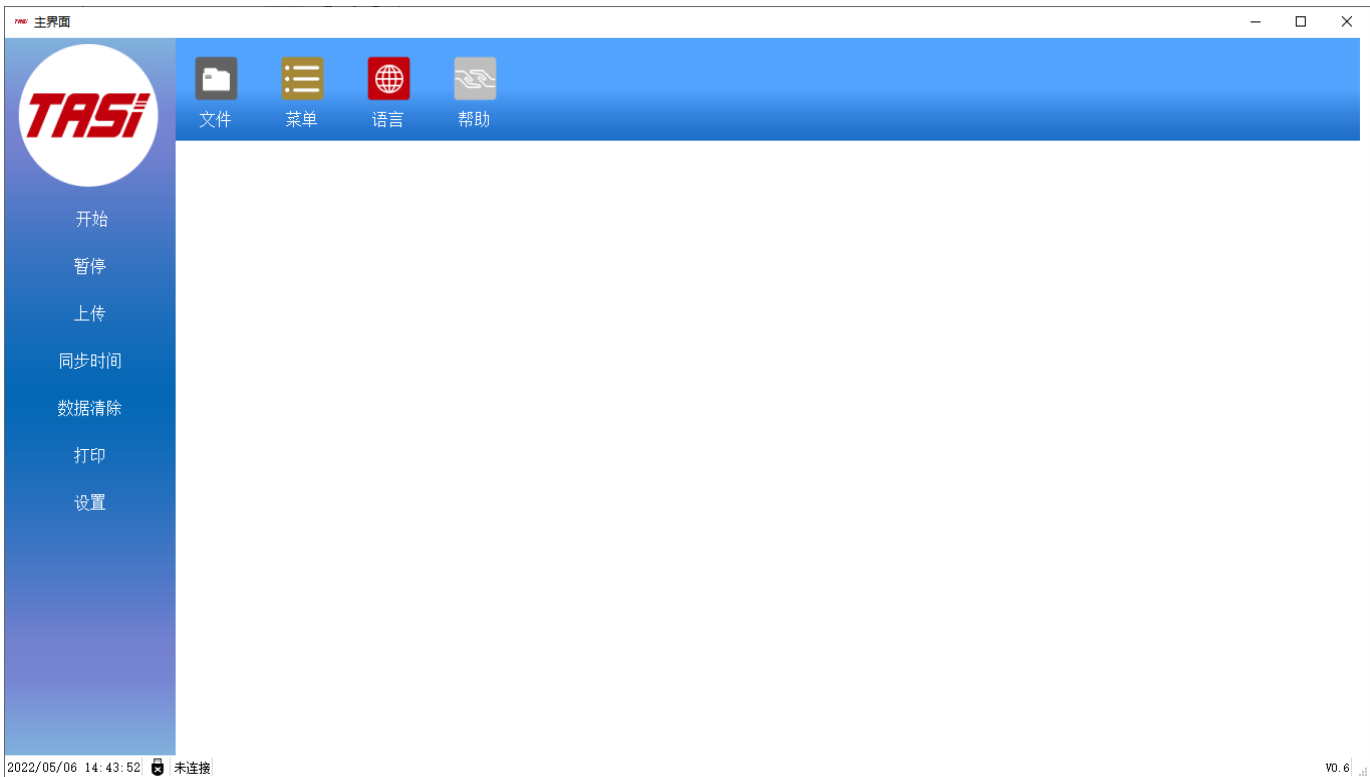 TASI 主界面
TASI
文件 菜单 语言 帮助
开始
暂停
上传
同步时间
数据清除
打印
设置
2022/05/06 14:43:52 未连接 V0.6